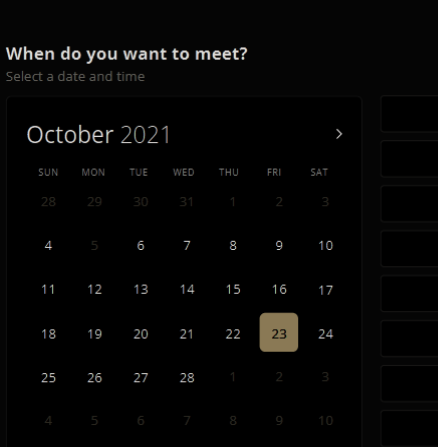 When do you want to meet?
Select a date and time
October 2021
SUN MON TUE WED THU FRI SAT
28 29 30 31 1 2 3
4 5 6 7 8 9 10
11 12 13 14 15 16 17
18 19 20 21 22 23 24
25 26 27 28 1 2 3
4 5 6 7 8 9 10